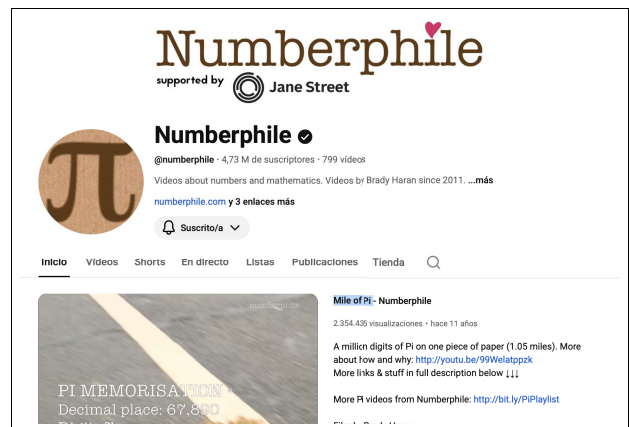 Numberphile
supported by Jane Street
Numberphile
@numberphile · 4,73 M de suscriptores · 799 vídeos
Videos about numbers and mathematics. Videos by Brady Haran since 2011. ...más
numberphile.com y 3 enlaces más
Suscrito/a
Inicio Vídeos Shorts En directo Listas Publicaciones Tienda
numberphile
Mile of Pi - Numberphile
2.354.435 visualizaciones · hace 11 años
A million digits of Pi on one piece of paper (1.05 miles). More
about how and why: http://youtu.be/99Welatppzk
More links & stuff in full description below ↓↓↓
PI MEMORISATION
Decimal place: 67,890
More Pi videos from Numberphile: http://bit.ly/PiPlaylist